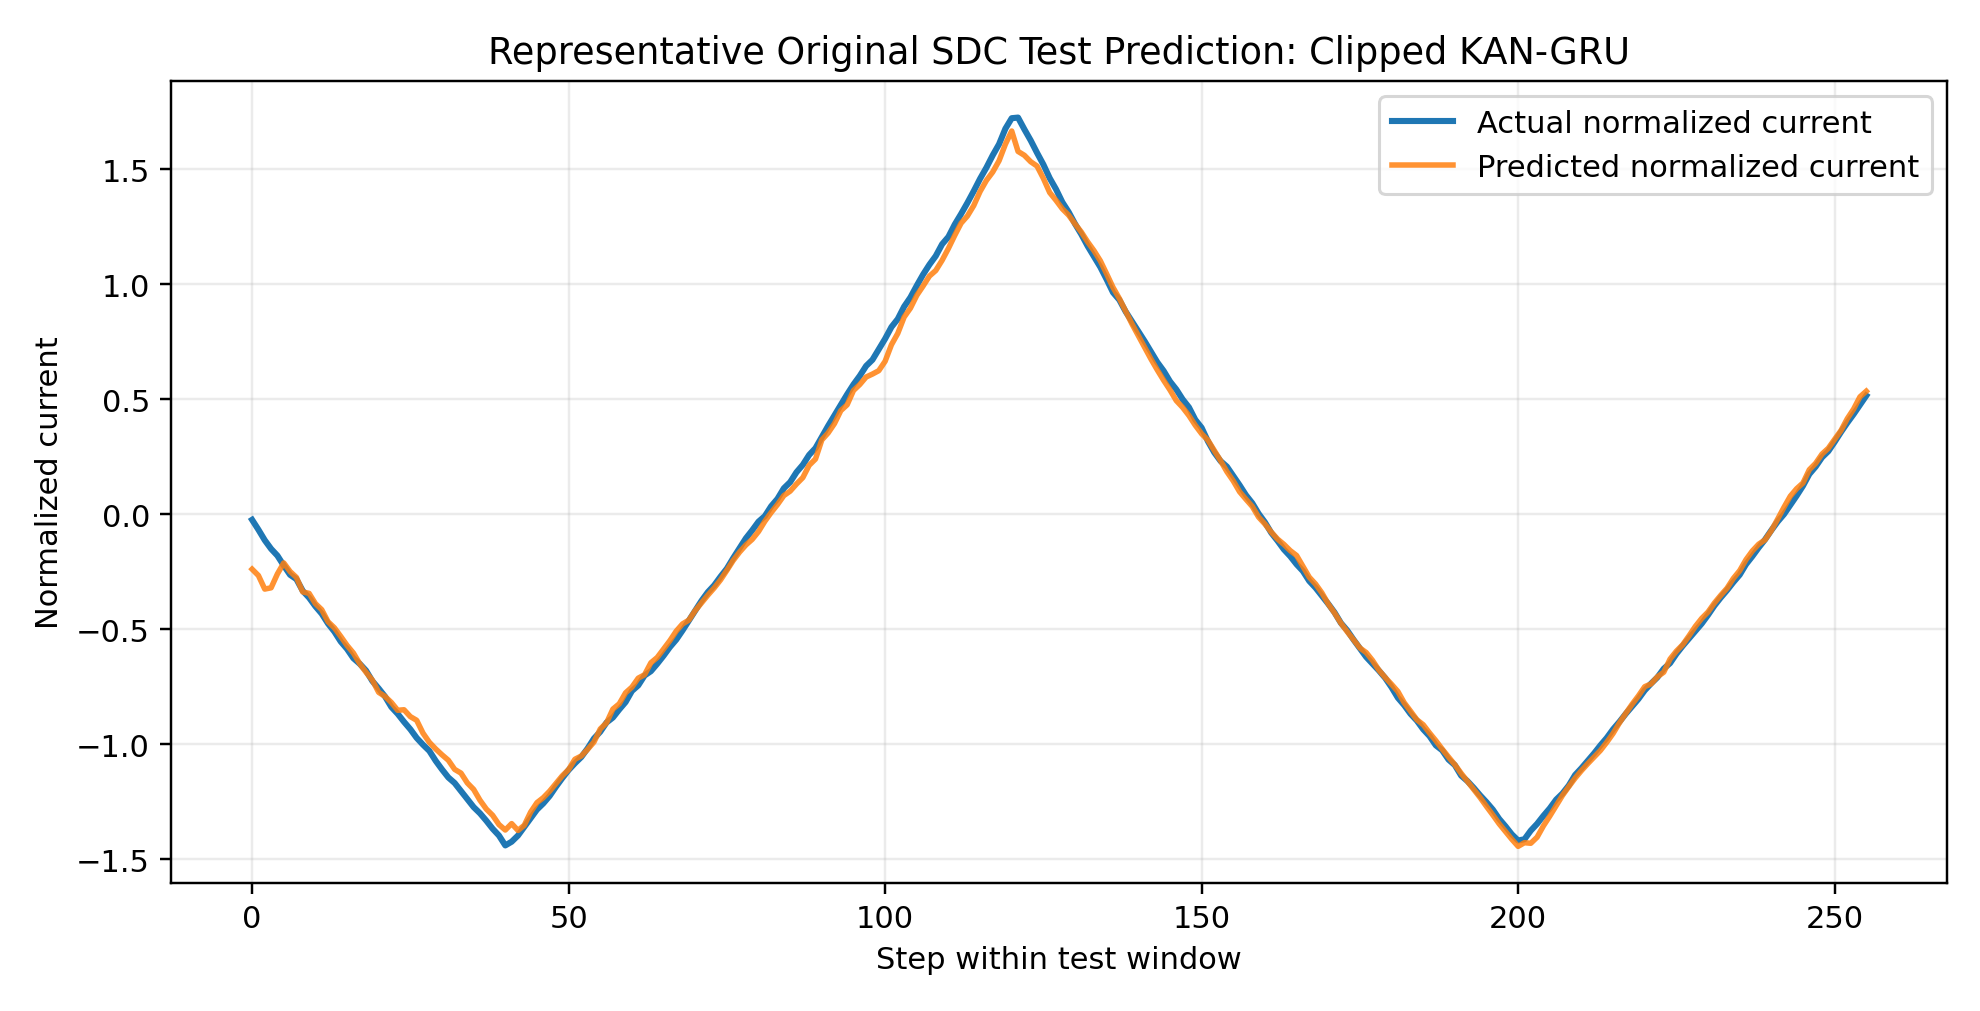 Representative Original SDC Test Prediction: Clipped KAN-GRU
Actual normalized current
Predicted normalized current
Normalized current
1.5
1.0
0.5
0.0
−0.5
−1.0
−1.5
0 50 100 150 200 250
Step within test window